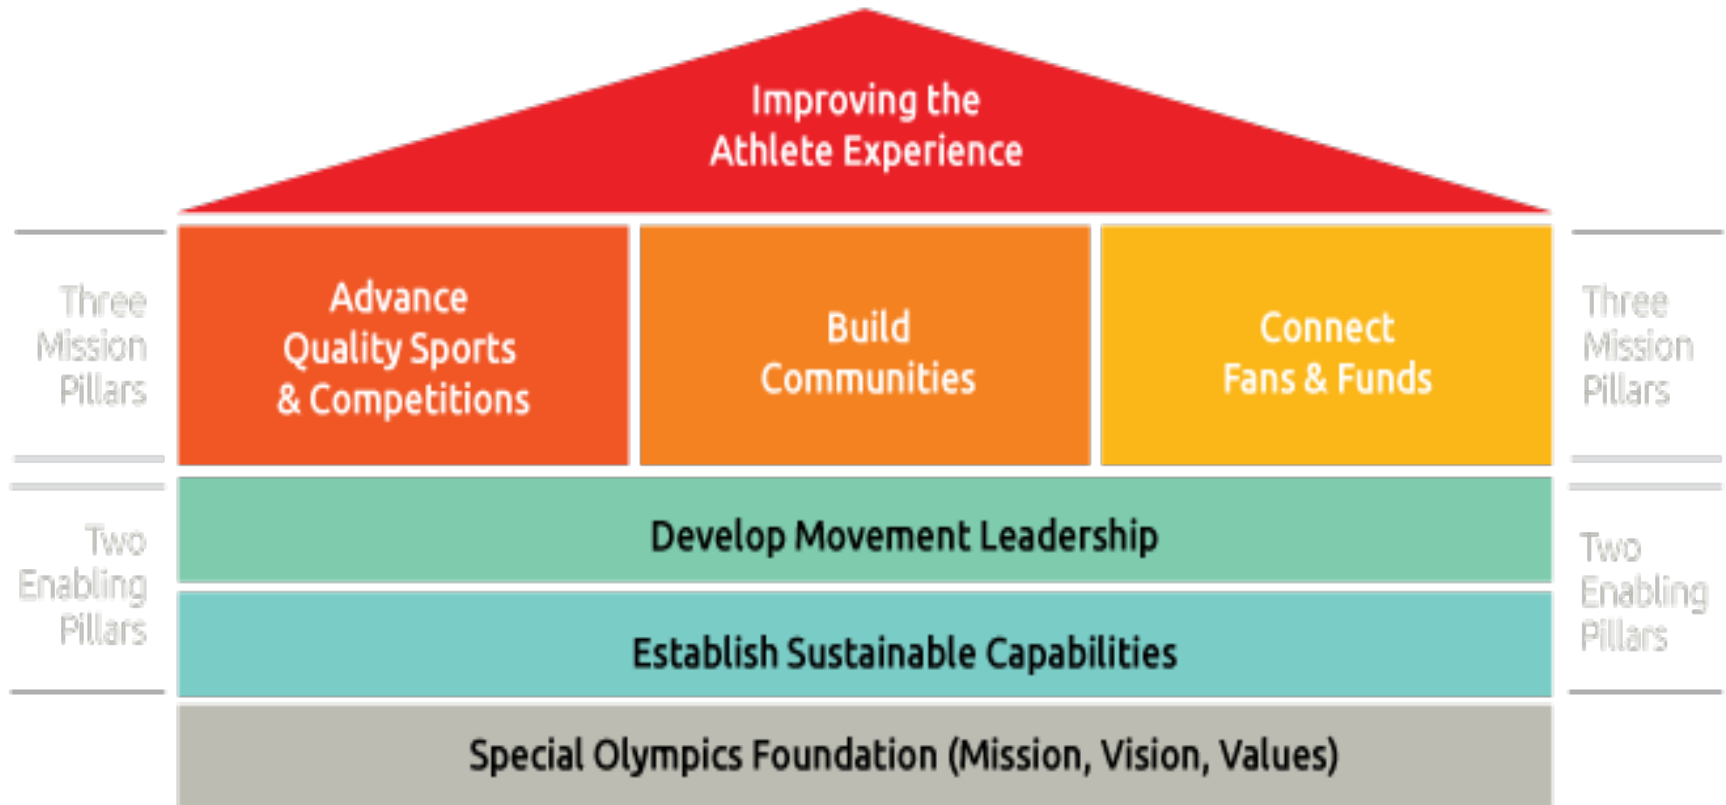 Improving the
Athlete Experience
Three
Mission
Pillars
Advance
Quality Sports
& Competitions
Build
Communities
Connect
Fans & Funds
Three
Mission
Pillars
Two
Enabling
Pillars
Develop Movement Leadership
Establish Sustainable Capabilities
Two
Enabling
Pillars
Special Olympics Foundation (Mission, Vision, Values)